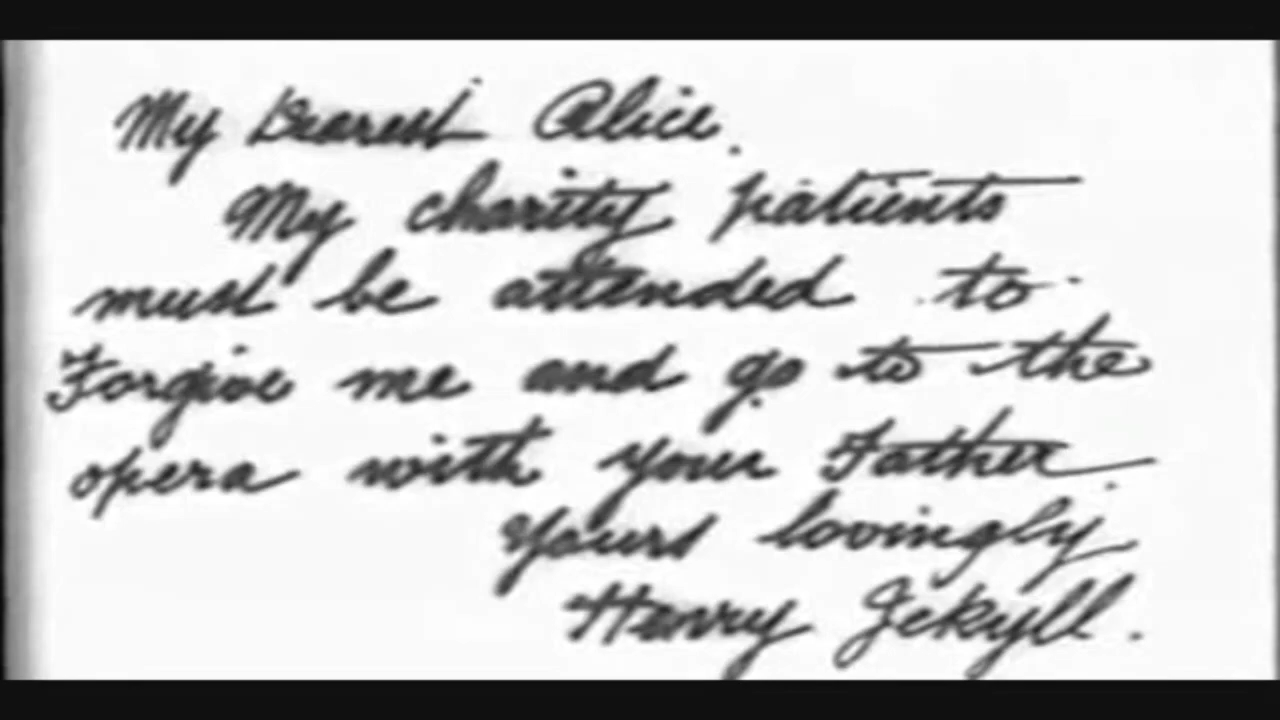 My Dearest Alice.
My charity patients
must be attended to.
Forgive me and go to the
opera with your Father.
Yours lovingly
Henry Jekyll.